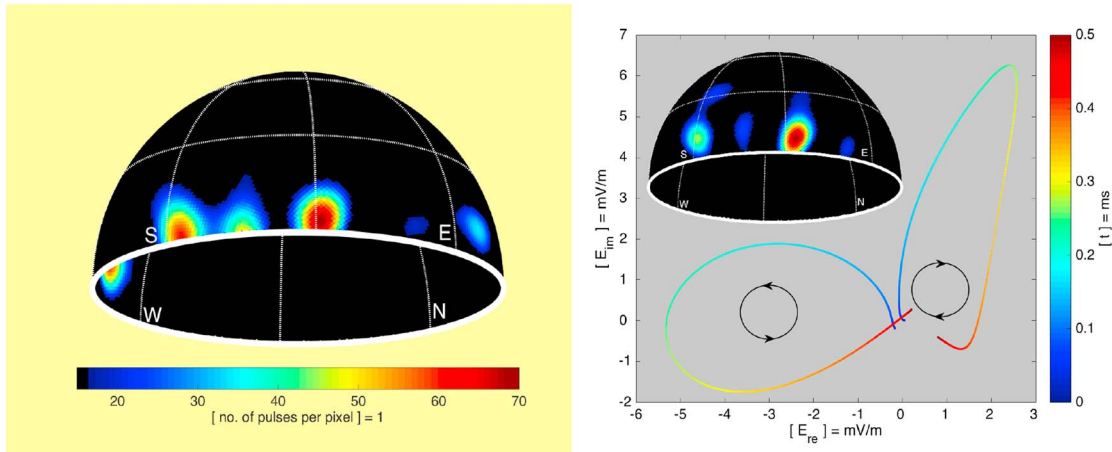 S
E
W
N
20 30 40 50 60 70
[ no. of pulses per pixel ] = 1
7
6
5
4
3
2
1
0
-1
-2
[ E_im ] = mV/m
S
E
W
N
-6 -5 -4 -3 -2 -1 0 1 2 3
[ E_re ] = mV/m
0.5
0.4
0.3
0.2
0.1
0
[ t ] = ms